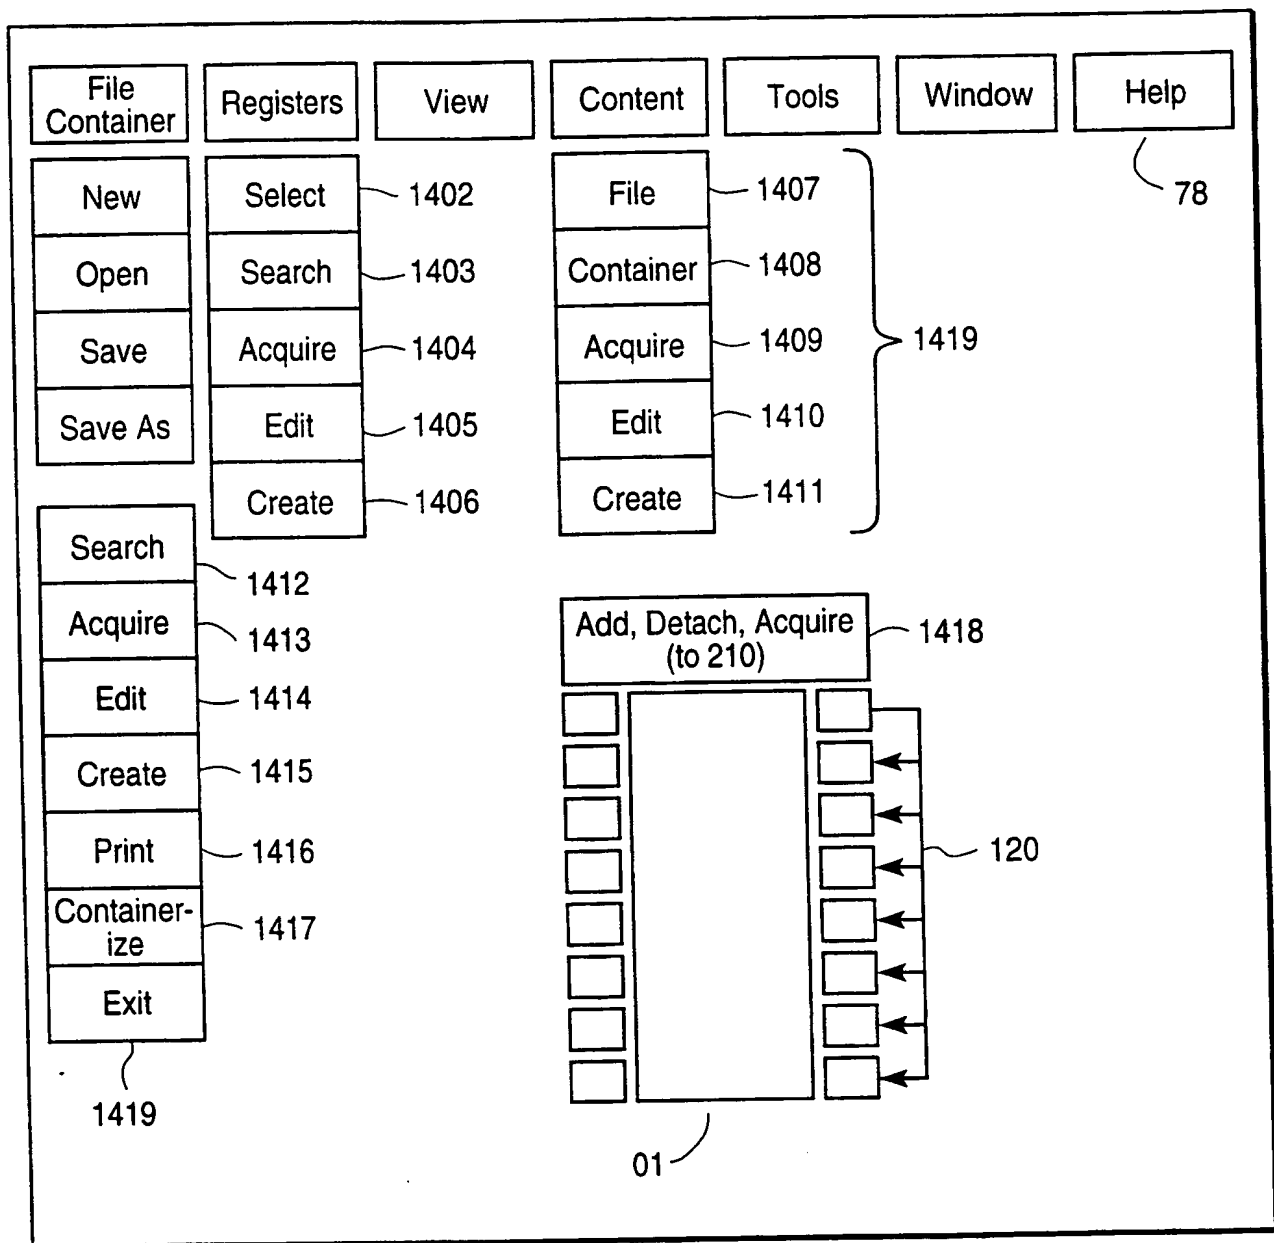 File
Container
Registers
View
Content
Tools
Window
Help
78
New
Open
Save
Save As
Select
1402
Search
1403
Acquire
1404
Edit
1405
Create
1406
File
1407
Container
1408
Acquire
1409
Edit
1410
Create
1411
1419
Search
1412
Acquire
1413
Edit
1414
Create
1415
Print
1416
Container-
ize
1417
Exit
1419
Add, Detach, Acquire
(to 210)
1418
120
01